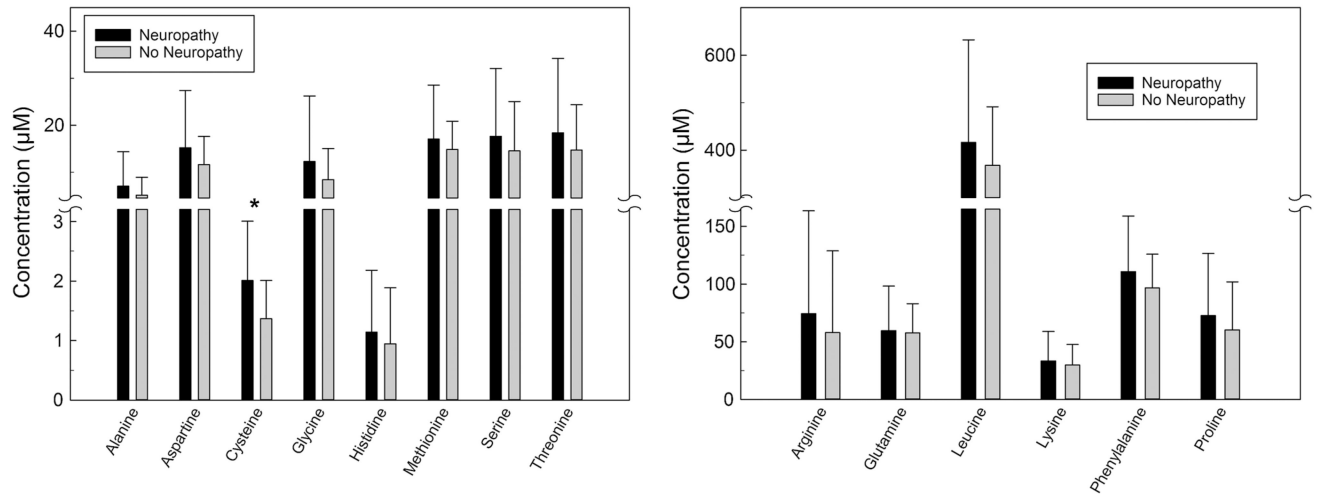 40
20
3
2
1
0
Concentration (µM)
Neuropathy
No Neuropathy
*
Alanine
Aspartine
Cysteine
Glycine
Histidine
Methionine
Serine
Threonine
600
400
150
100
50
0
Concentration (µM)
Neuropathy
No Neuropathy
Arginine
Glutamine
Leucine
Lysine
Phenylalanine
Proline